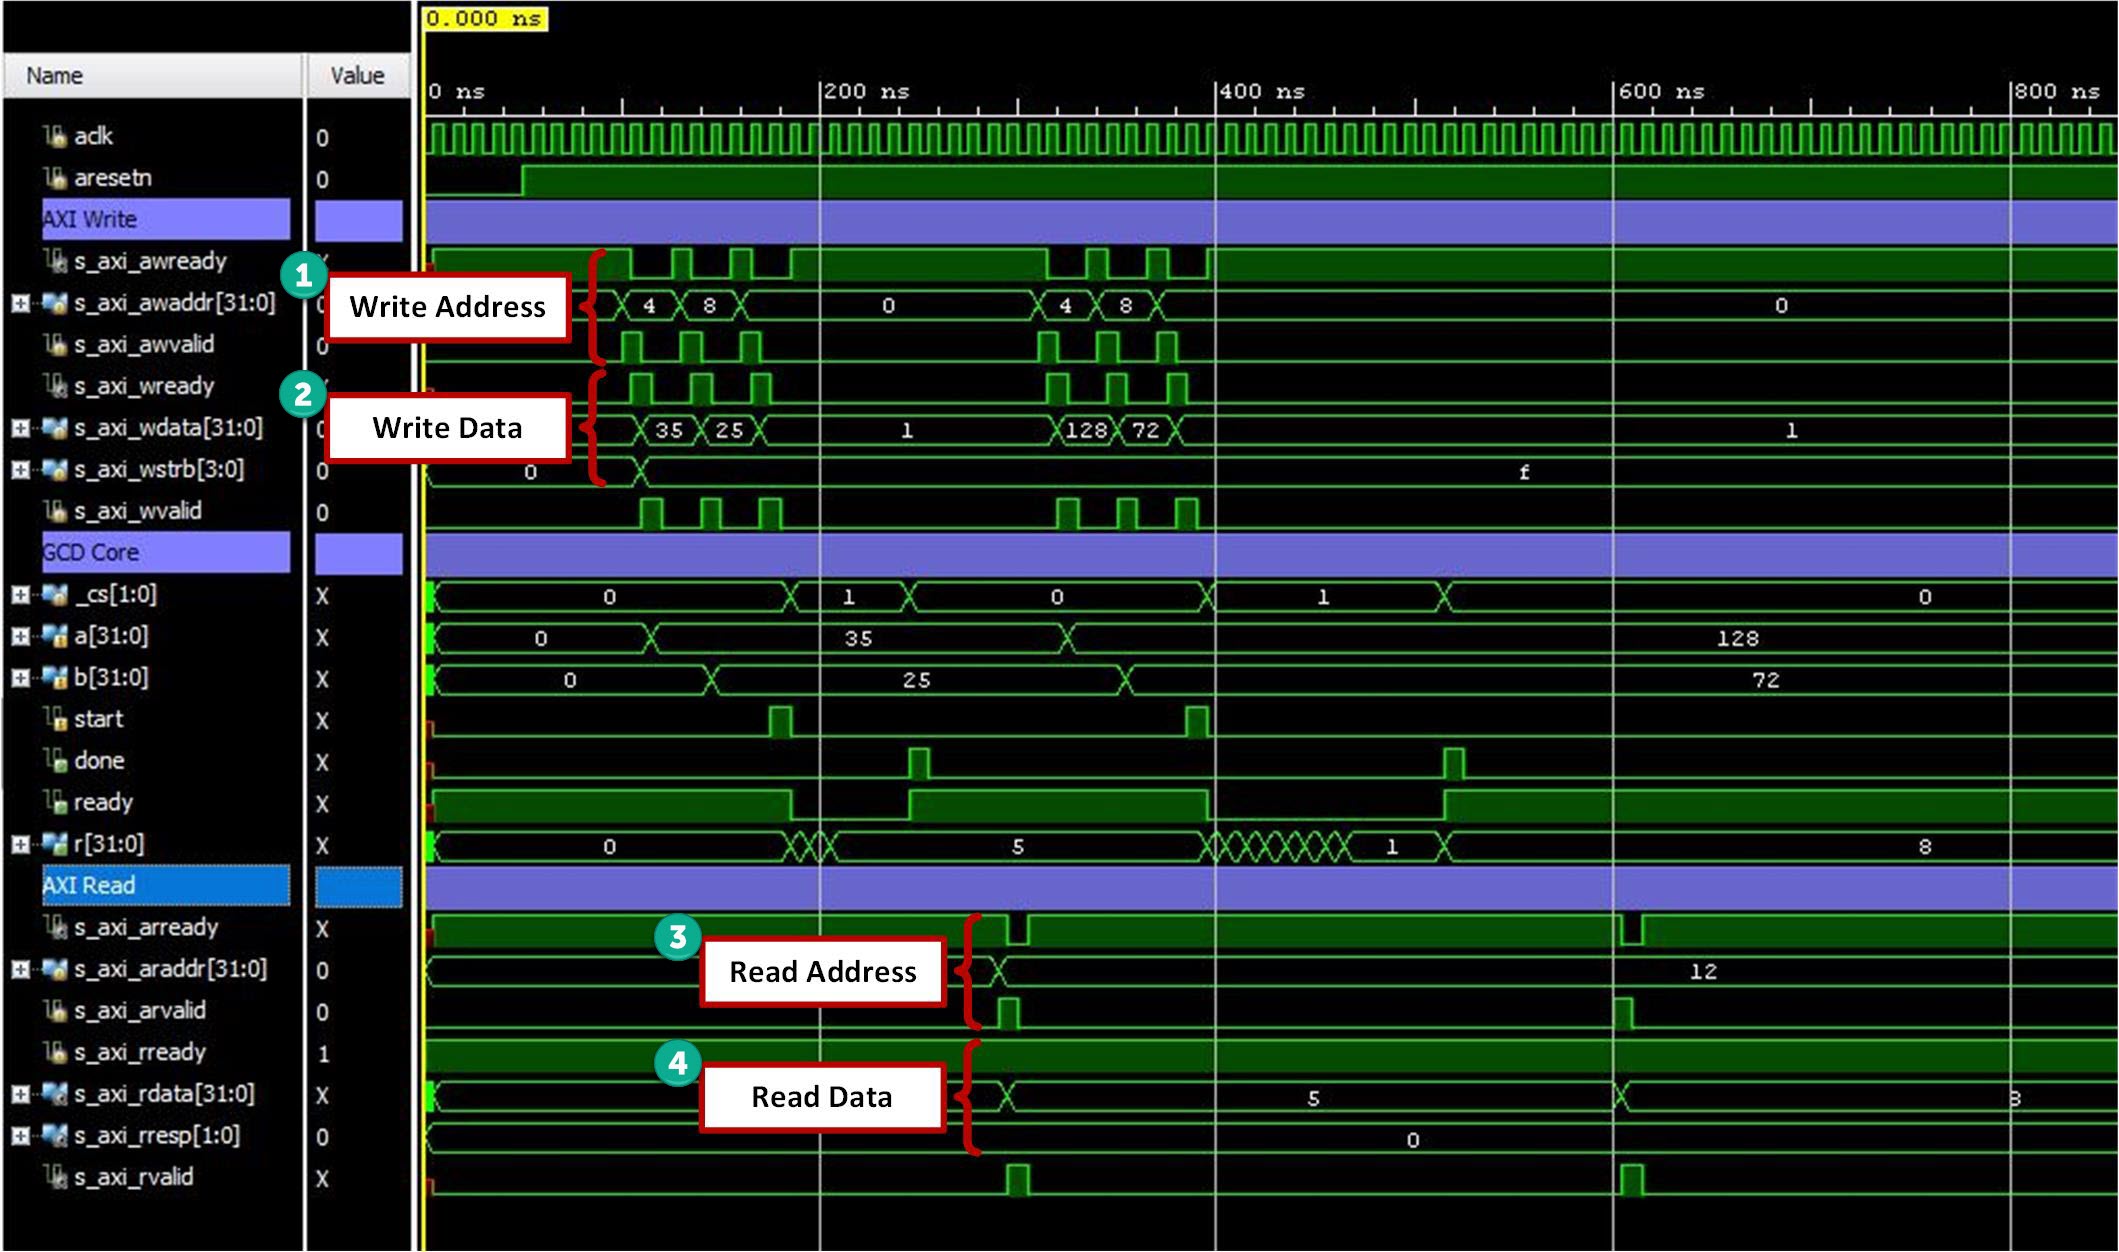 0.000 ns
Name Value
0 ns 200 ns 400 ns 600 ns 800 ns
aclk 0
aresetn 0
AXI Write
s_axi_awready
1
Write Address
s_axi_awaddr[31:0] 4 8 0 4 8 0
s_axi_awvalid 0
s_axi_wready
2
Write Data
s_axi_wdata[31:0] 35 25 1 128 72 1
s_axi_wstrb[3:0] 0 0 f
s_axi_wvalid 0
GCD Core
_cs[1:0] X 0 1 0 1 0
a[31:0] X 0 35 128
b[31:0] X 0 25 72
start X
done X
ready X
r[31:0] X 0 5 1 8
AXI Read
s_axi_arready X
3
Read Address
s_axi_araddr[31:0] 0 12
s_axi_arvalid 0
s_axi_rready 1
4
Read Data
s_axi_rdata[31:0] X 5 8
s_axi_rresp[1:0] 0 0
s_axi_rvalid X